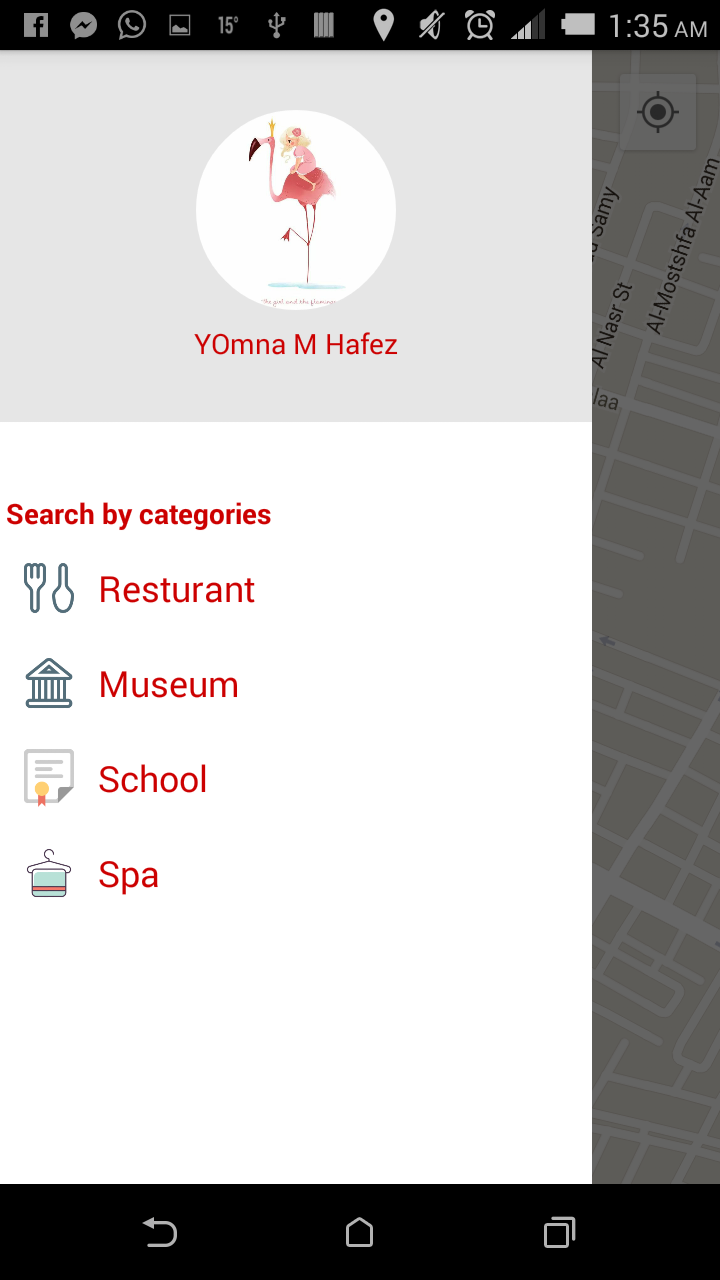 15°
1:35 AM
The girl and the flamingo
YOmna M Hafez
Search by categories
Resturant
Museum
School
Spa
Samy
Al-Mostshfa Al-Aam
Al Nasr St
laa